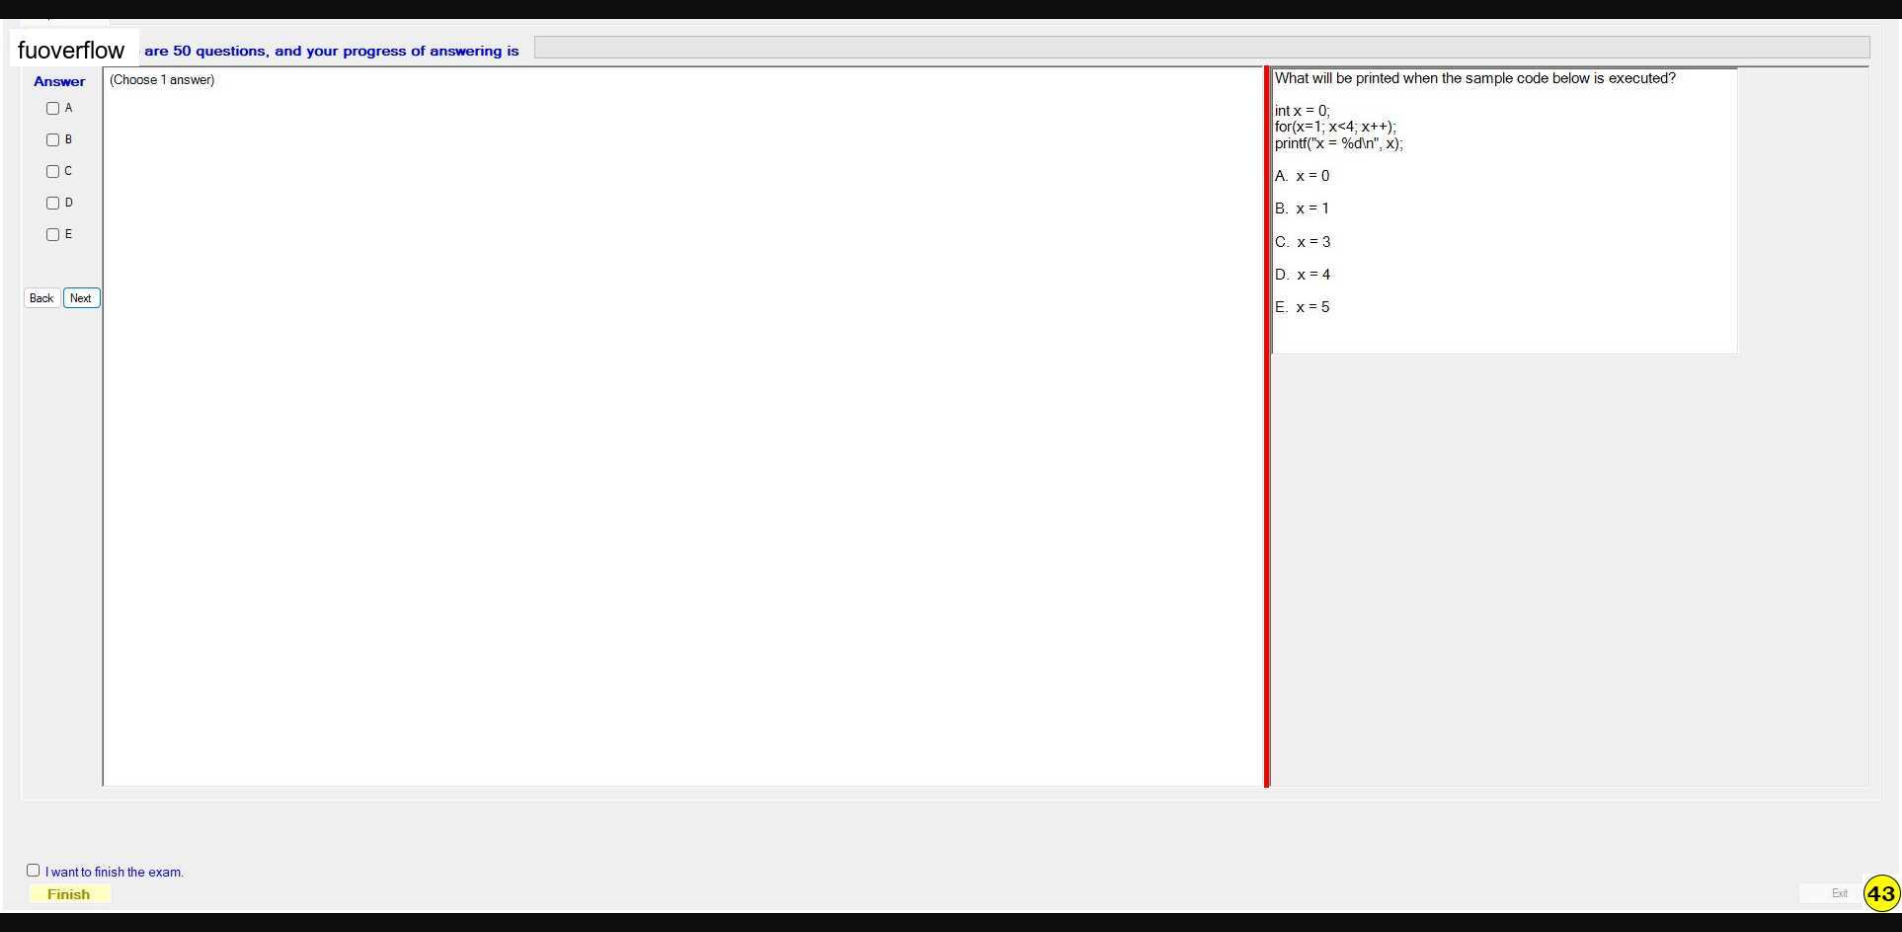 fuoverflow are 50 questions, and your progress of answering is
Answer
A
B
C
D
E
Back Next
(Choose 1 answer)
What will be printed when the sample code below is executed?
int x = 0;
for(x=1; x<4; x++);
printf("x = %d\n", x);
A. x = 0
B. x = 1
C. x = 3
D. x = 4
E. x = 5
I want to finish the exam.
Finish
Exit
43